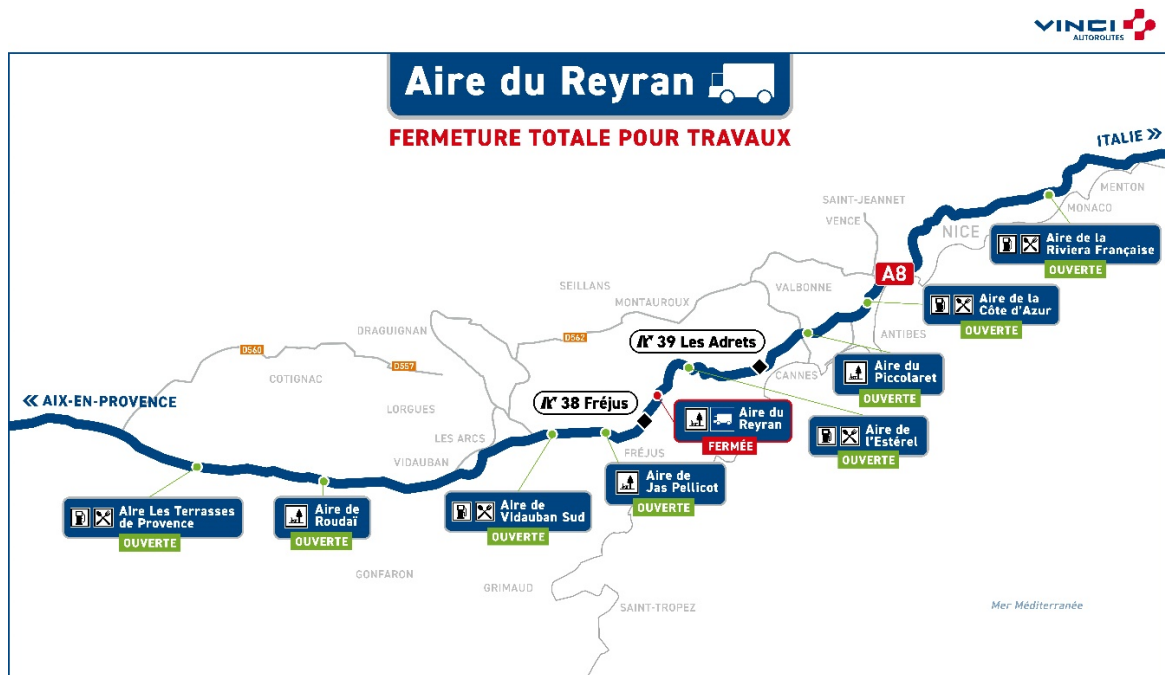 VINCI
AUTOROUTES
Aire du Reyran
FERMETURE TOTALE POUR TRAVAUX
ITALIE >>
MENTON
MONACO
SAINT-JEANNET
VENCE
NICE
Aire de la
Riviera Française
OUVERTE
A8
SEILLANS
MONTAUROUX
VALBONNE
Aire de la
Côte d'Azur
OUVERTE
DRAGUIGNAN
D562
39 Les Adrets
ANTIBES
D560
D557
COTIGNAC
CANNES
Aire du
Piccolaret
OUVERTE
<< AIX-EN-PROVENCE
LORGUES
38 Fréjus
Aire du
Reyran
FERMÉE
Aire de
l'Estérel
OUVERTE
LES ARCS
VIDAUBAN
FRÉJUS
AIre Les Terrasses
de Provence
OUVERTE
Aire de
Roudaï
OUVERTE
Aire de
Vidauban Sud
OUVERTE
Aire de
Jas Pellicot
OUVERTE
GONFARON
GRIMAUD
SAINT-TROPEZ
Mer Méditerranée